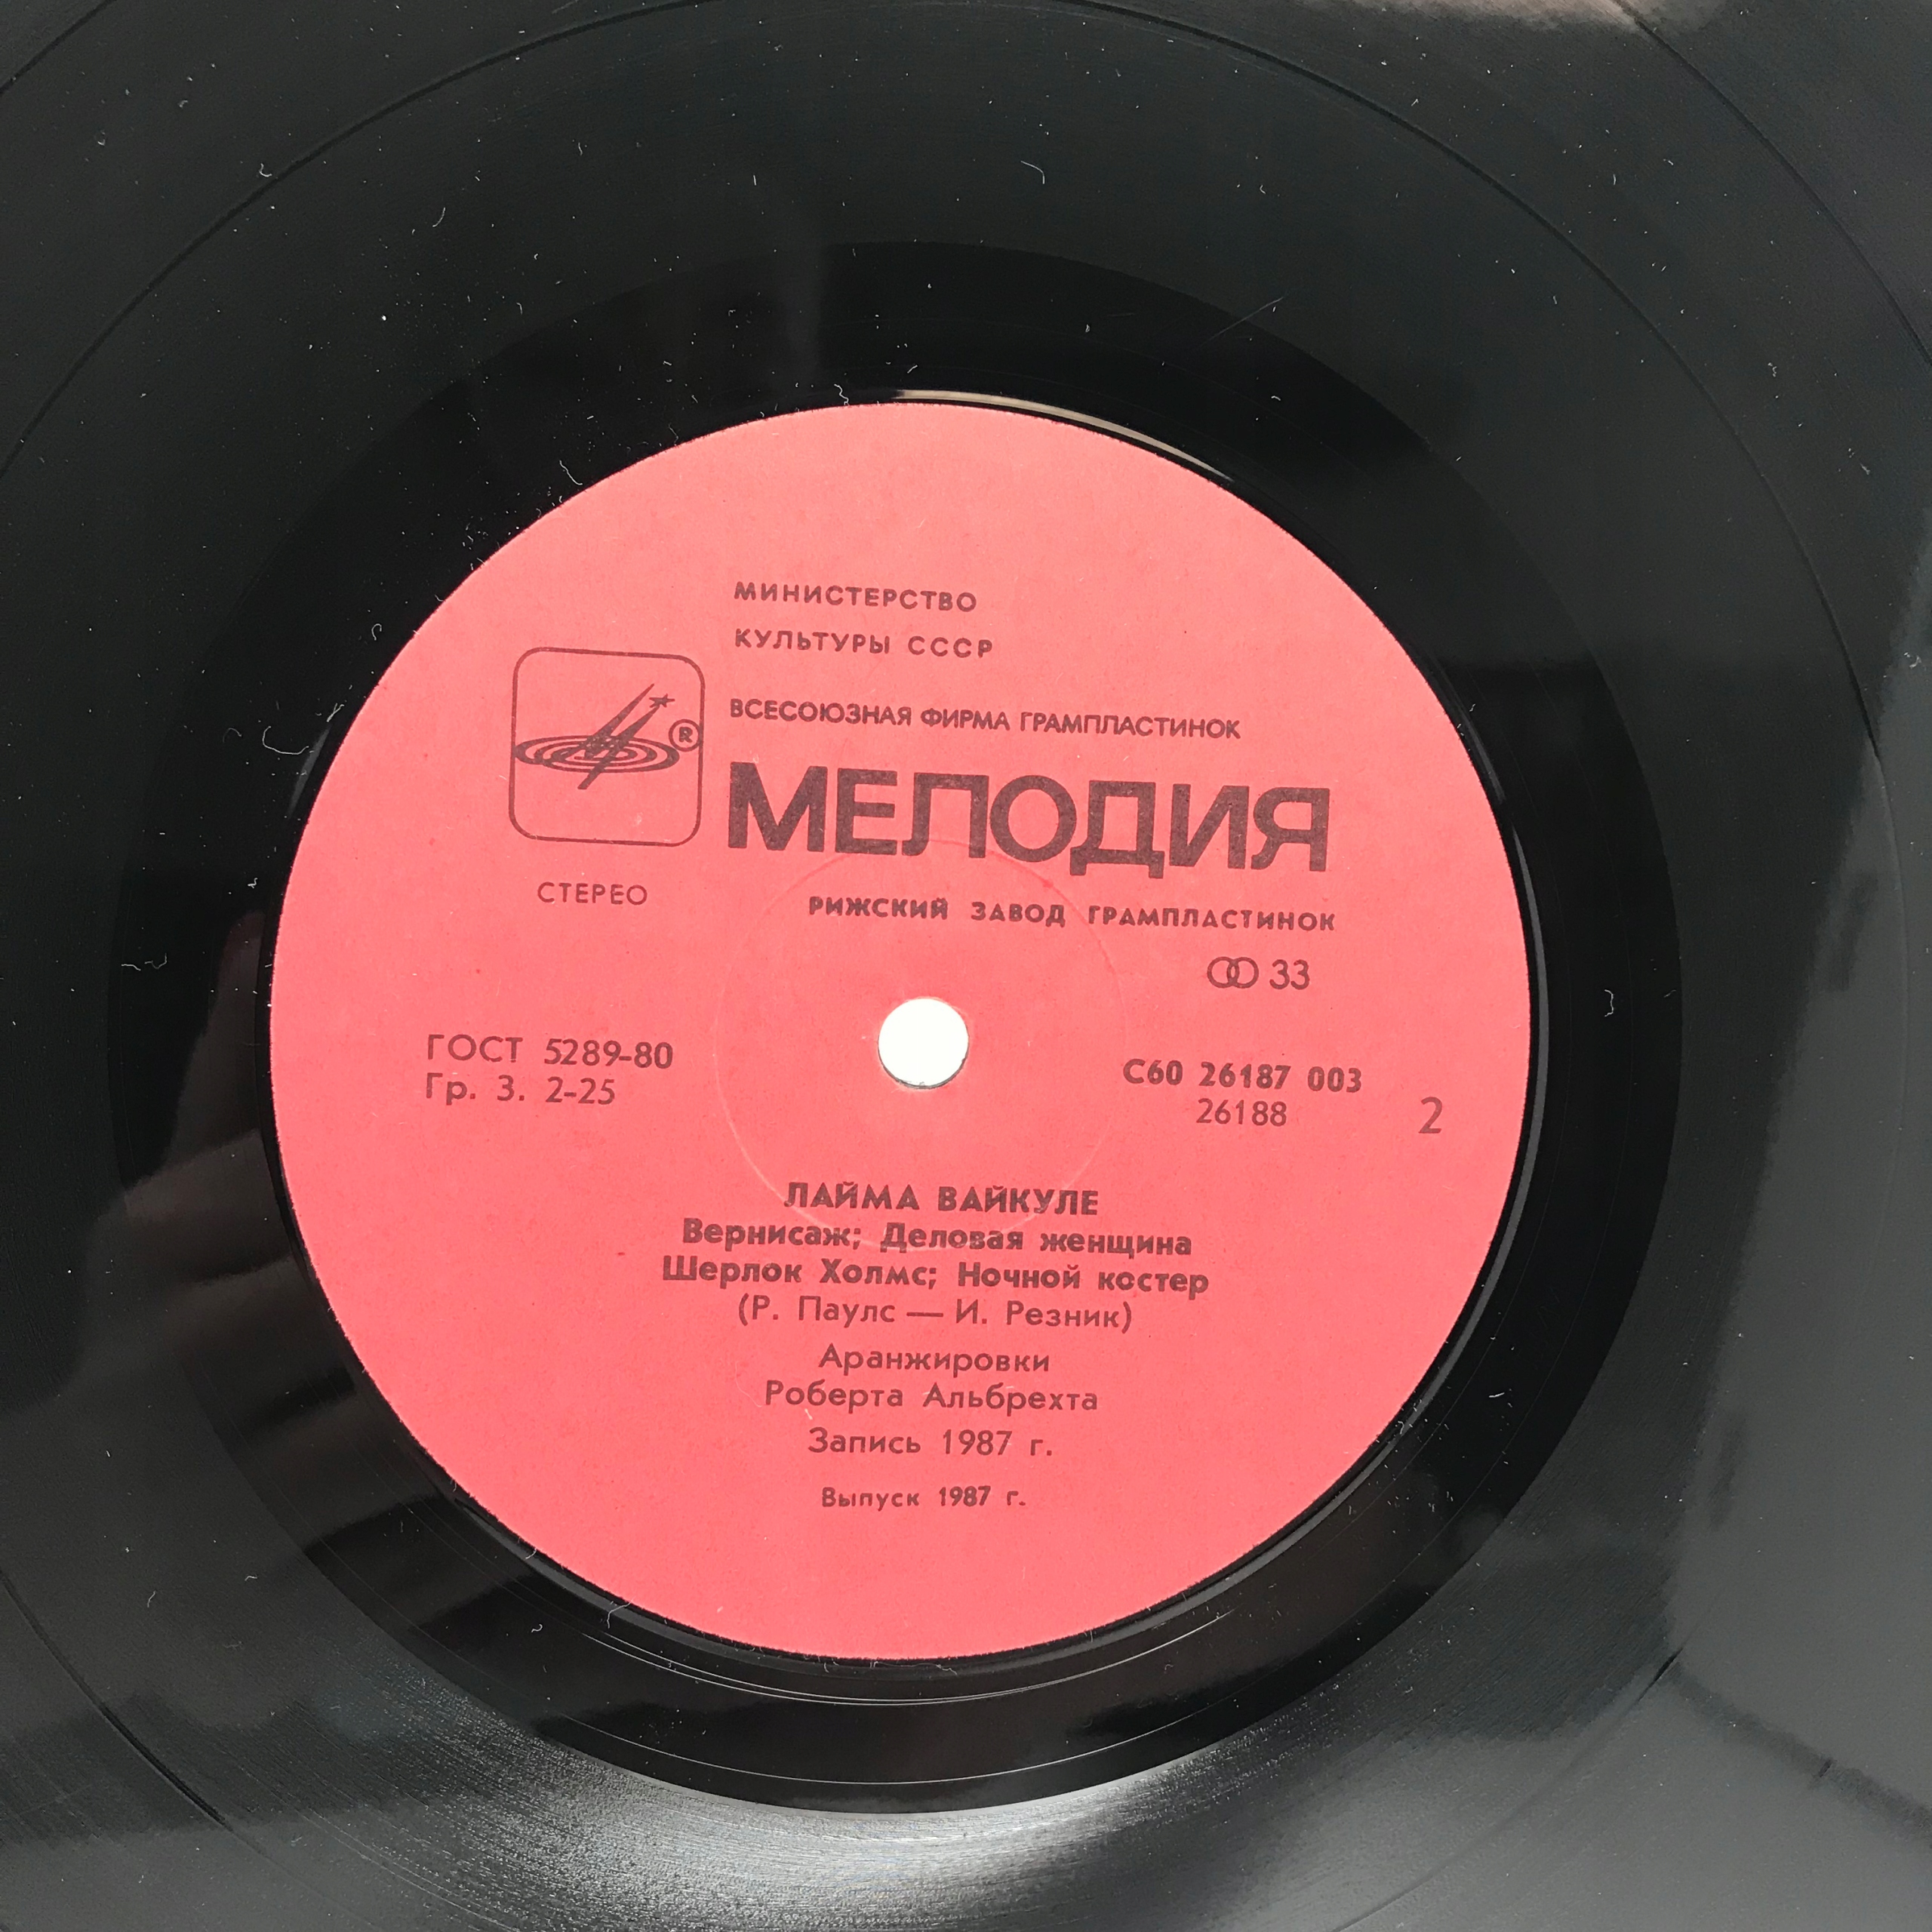 МИНИСТЕРСТВО
КУЛЬТУРЫ СССР
ВСЕСОЮЗНАЯ ФИРМА ГРАМПЛАСТИНОК
®
МЕЛОДИЯ
СТЕРЕО
РИЖСКИЙ ЗАВОД ГРАМПЛАСТИНОК
33
ГОСТ 5289-80
Гр. 3. 2-25
С60 26187 003
26188
2
ЛАЙМА ВАЙКУЛЕ
Вернисаж; Деловая женщина
Шерлок Холмс; Ночной костер
(Р. Паулс — И. Резник)
Аранжировки
Роберта Альбрехта
Запись 1987 г.
Выпуск 1987 г.